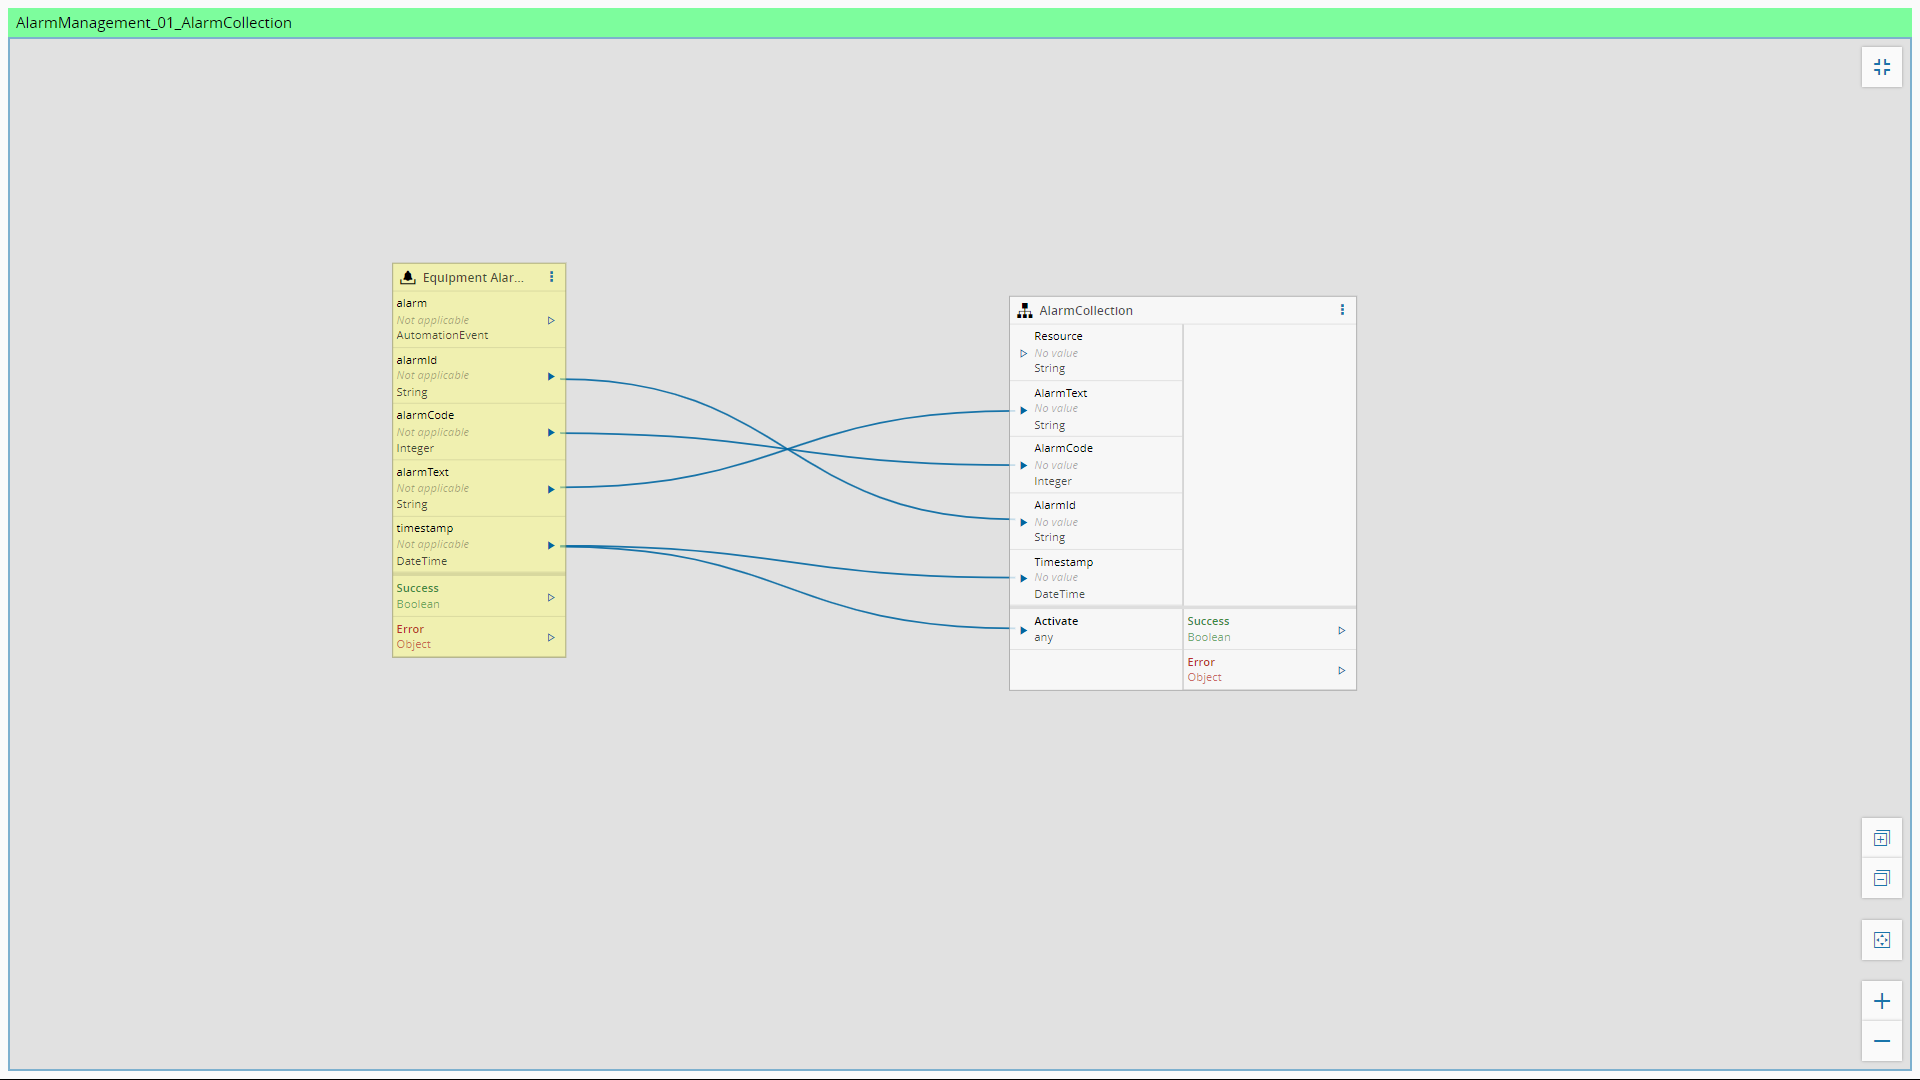 AlarmManagement_01_AlarmCollection
Equipment Alar...
alarm
Not applicable
AutomationEvent
alarmId
Not applicable
String
alarmCode
Not applicable
Integer
alarmText
Not applicable
String
timestamp
Not applicable
DateTime
Success
Boolean
Error
Object
AlarmCollection
Resource
No value
String
AlarmText
No value
String
AlarmCode
No value
Integer
AlarmId
No value
String
Timestamp
No value
DateTime
Activate
any
Success
Boolean
Error
Object